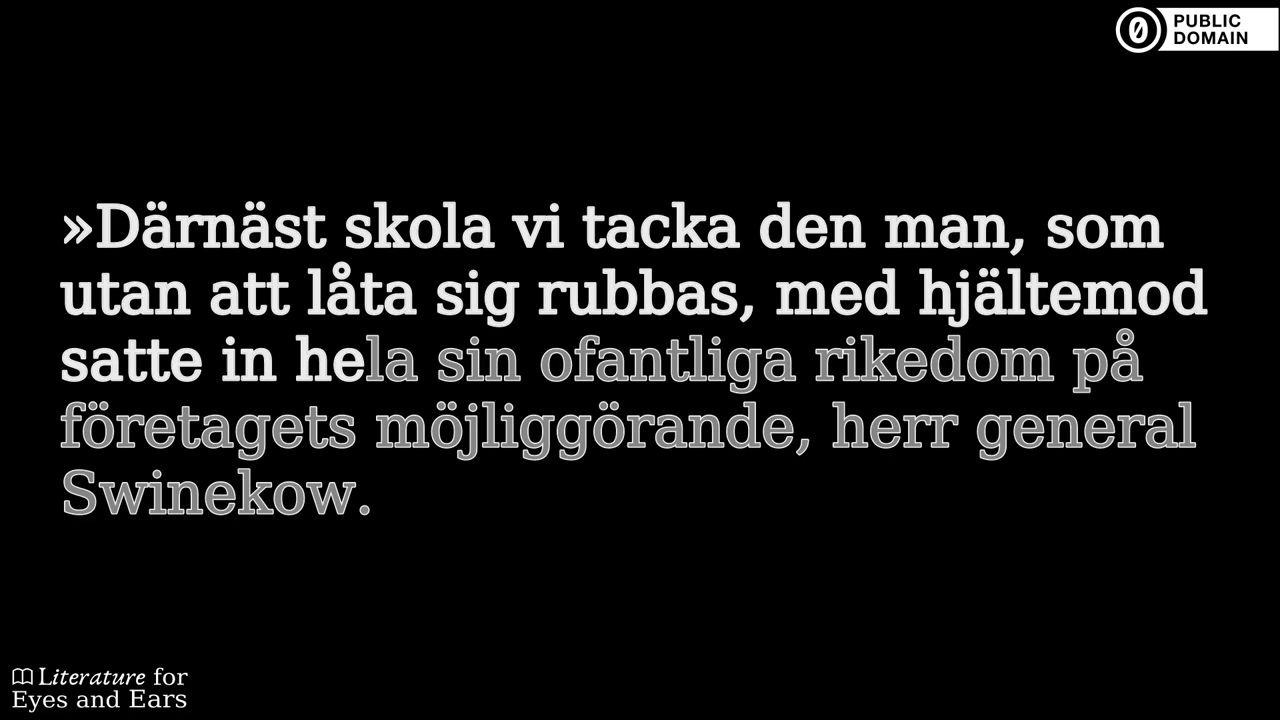 PUBLIC
DOMAIN
»Därnäst skola vi tacka den man, som
utan att låta sig rubbas, med hjältemod
satte in hela sin ofantliga rikedom på
företagets möjliggörande, herr general
Swinekow.
Literature for
Eyes and Ears